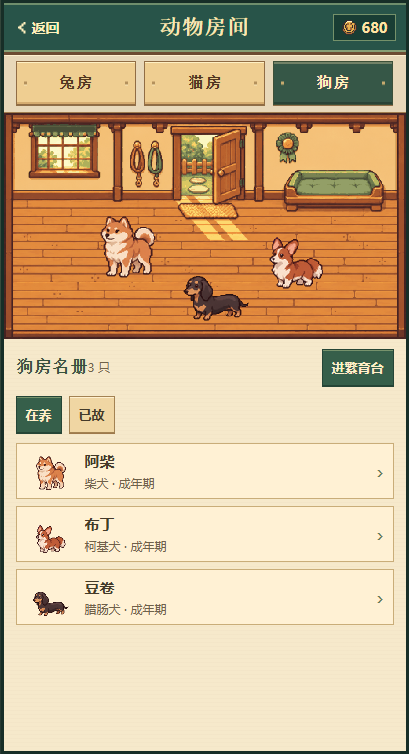 返回
动物房间
680
兔房
猫房
狗房
狗房名册3 只
进繁育台
在养
已故
阿柴
柴犬 · 成年期
布丁
柯基犬 · 成年期
豆卷
腊肠犬 · 成年期